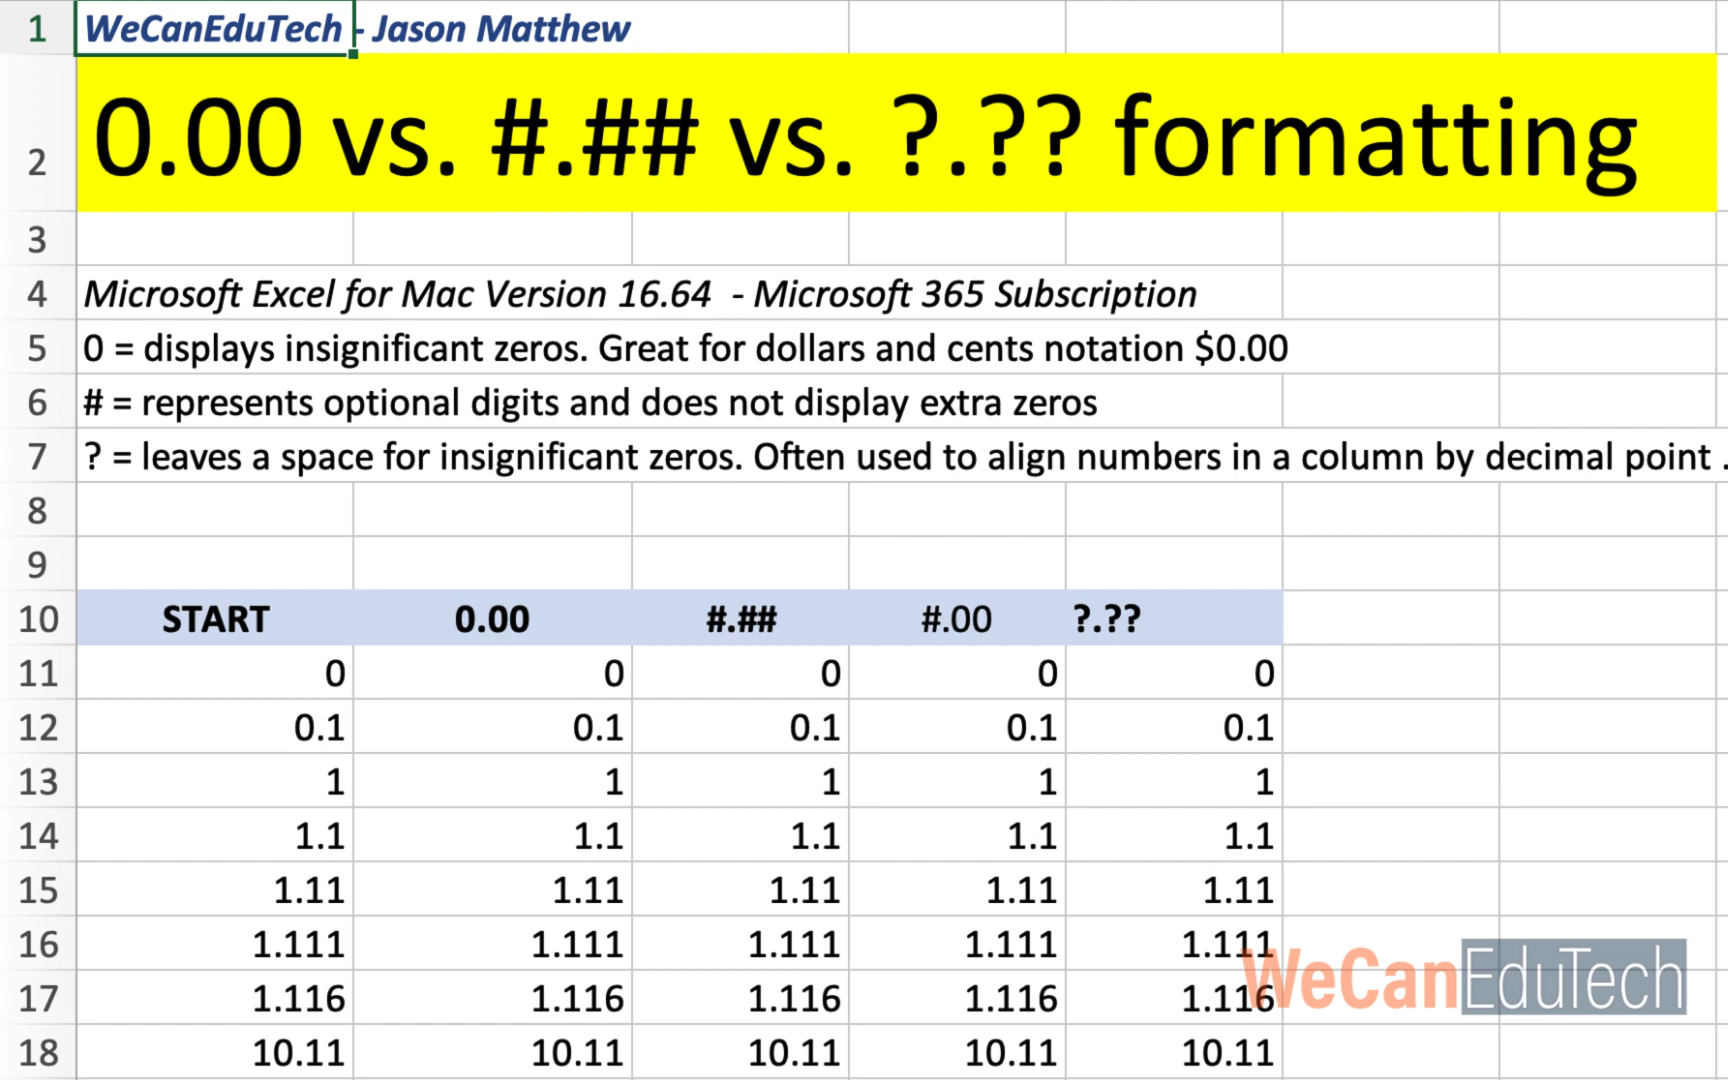 1 WeCanEduTech - Jason Matthew
2 0.00 vs. #.## vs. ?.?? formatting
3
4 Microsoft Excel for Mac Version 16.64 - Microsoft 365 Subscription
5 0 = displays insignificant zeros. Great for dollars and cents notation $0.00
6 # = represents optional digits and does not display extra zeros
7 ? = leaves a space for insignificant zeros. Often used to align numbers in a column by decimal point .
8
9
10 START 0.00 #.## #.00 ?.??
11 0 0 0 0 0
12 0.1 0.1 0.1 0.1 0.1
13 1 1 1 1 1
14 1.1 1.1 1.1 1.1 1.1
15 1.11 1.11 1.11 1.11 1.11
16 1.111 1.111 1.111 1.111 1.111
WeCanEduTech
17 1.116 1.116 1.116 1.116 1.116
18 10.11 10.11 10.11 10.11 10.11